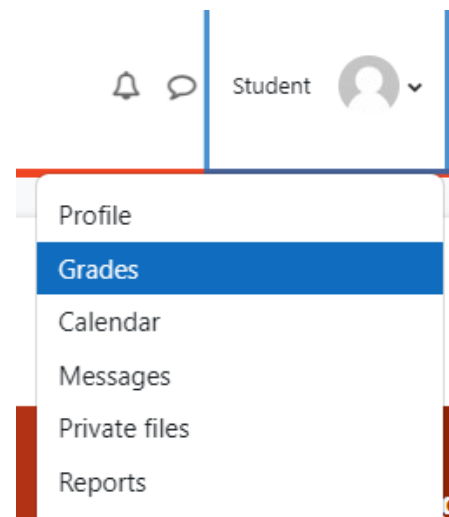 Student
Profile
Grades
Calendar
Messages
Private files
Reports